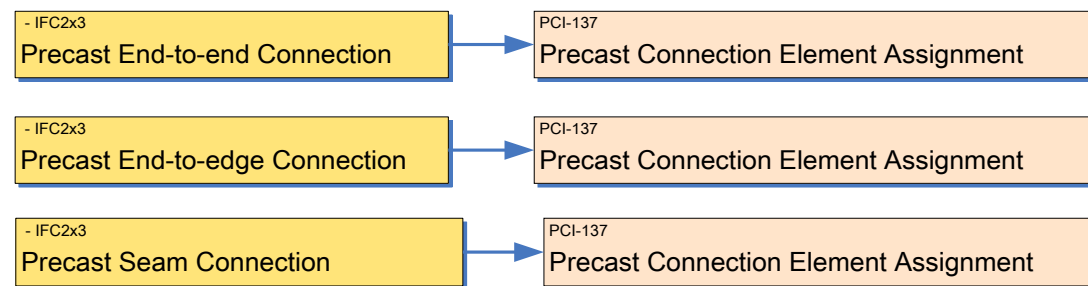 - IFC2x3
Precast End-to-end Connection
PCI-137
Precast Connection Element Assignment
- IFC2x3
Precast End-to-edge Connection
PCI-137
Precast Connection Element Assignment
- IFC2x3
Precast Seam Connection
PCI-137
Precast Connection Element Assignment